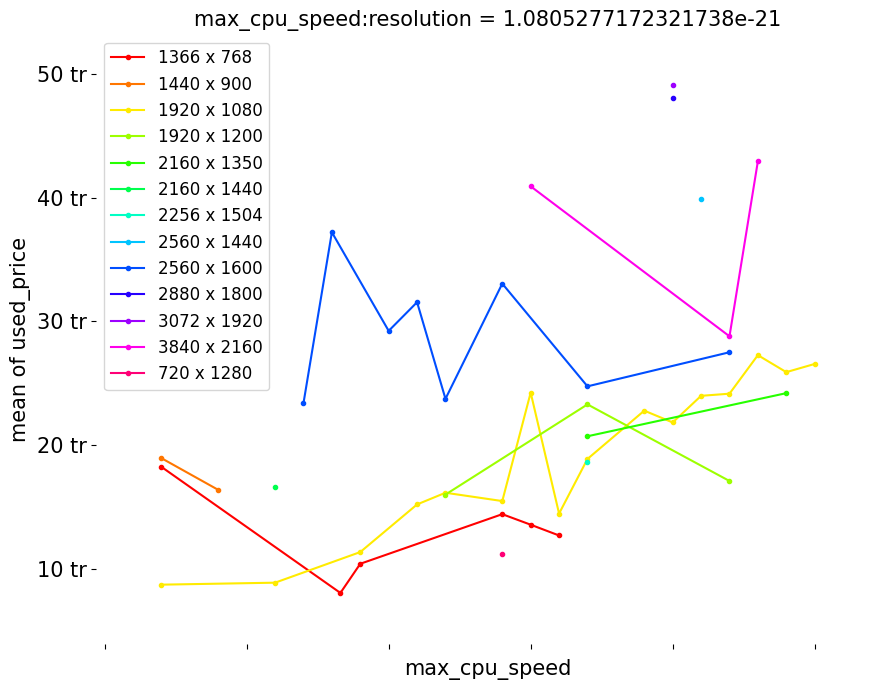 max_cpu_speed:resolution = 1.0805277172321738e-21
50 tr
40 tr
30 tr
20 tr
10 tr
mean of used_price
1366 x 768
1440 x 900
1920 x 1080
1920 x 1200
2160 x 1350
2160 x 1440
2256 x 1504
2560 x 1440
2560 x 1600
2880 x 1800
3072 x 1920
3840 x 2160
720 x 1280
max_cpu_speed